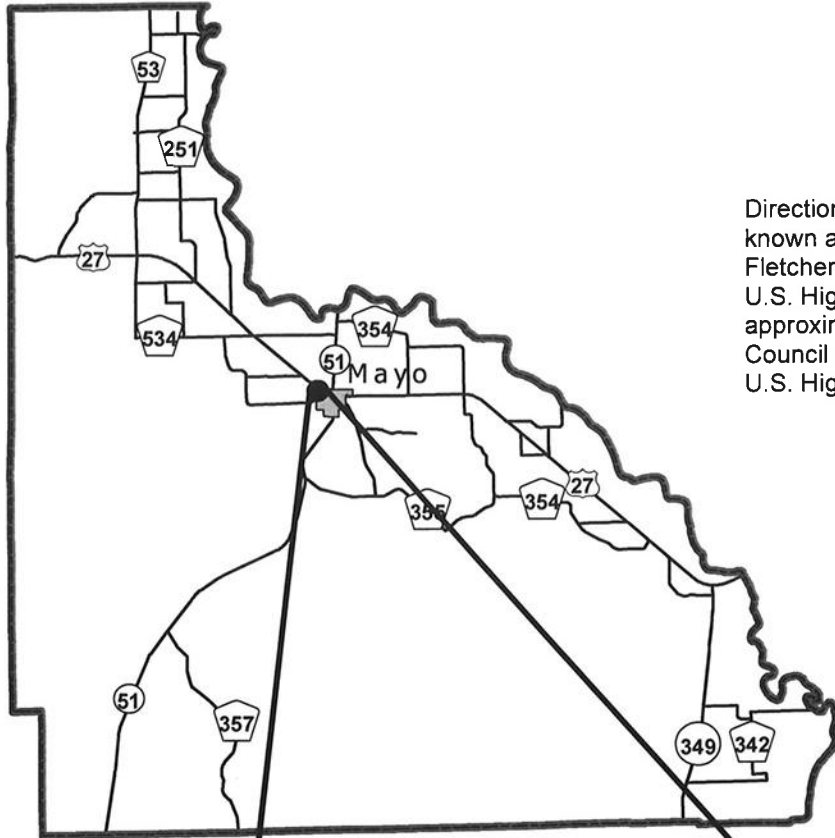 53
251
Direction
known a
Fletcher
U.S. Hig
approxin
Council
U.S. Hig
27
534
354
51
Mayo
27
354
355
51
357
349
342